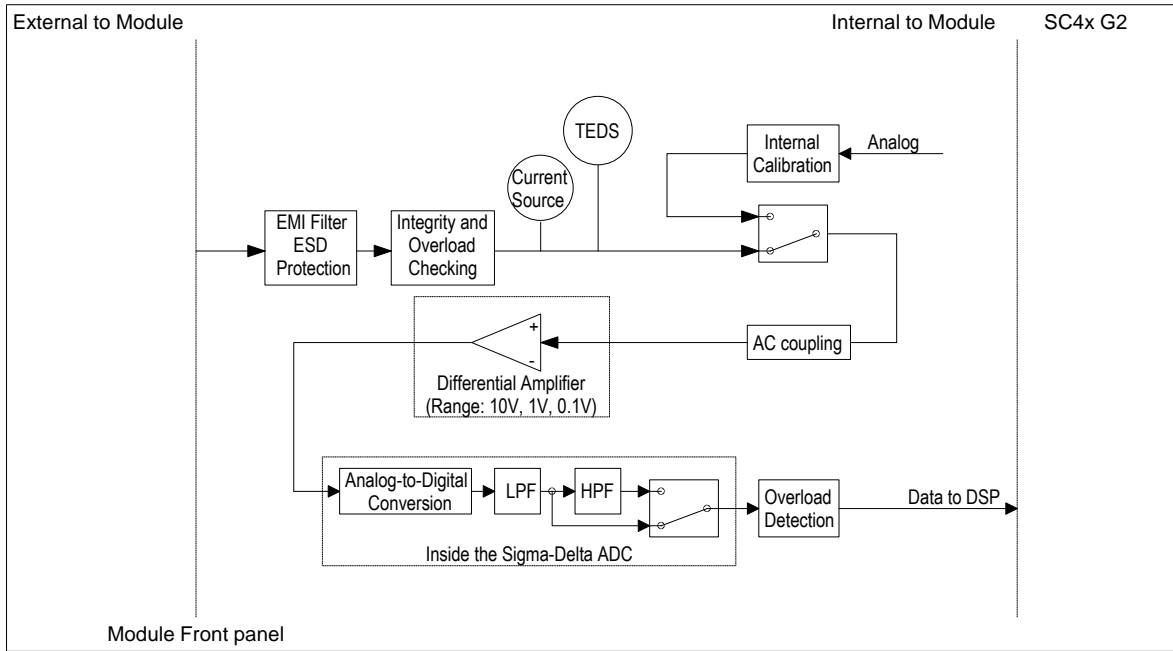 External to Module
Internal to Module
SC4x G2
TEDS
Current
Source
Internal
Calibration
Analog
EMI Filter
ESD
Protection
Integrity and
Overload
Checking
AC coupling
+
-
Differential Amplifier
(Range: 10V, 1V, 0.1V)
Analog-to-Digital
Conversion
LPF
HPF
Overload
Detection
Data to DSP
Inside the Sigma-Delta ADC
Module Front panel